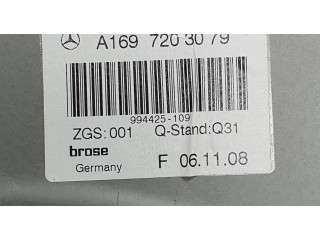 A169 720 30 79
994425-109
ZGS:001 Q-Stand:Q31
brose
Germany F 06.11.08